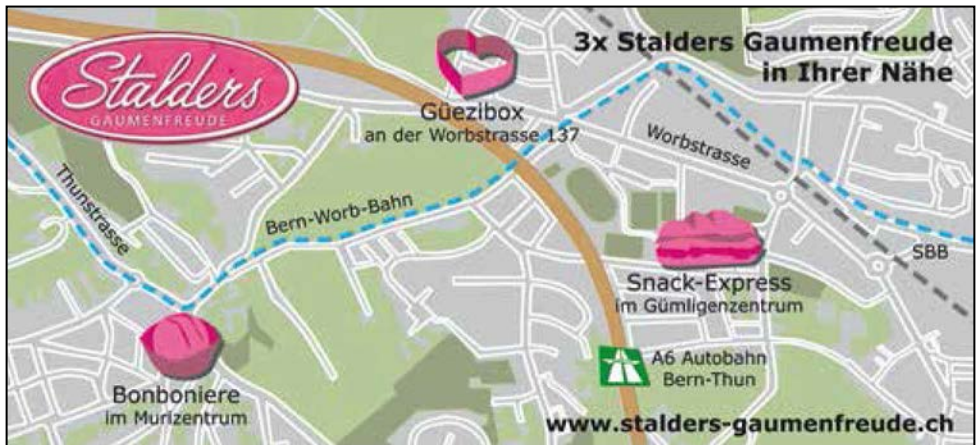 3x Stalders Gaumenfreude
in Ihrer Nähe
Stalders
GAUMENFREUDE
Güezibox
an der Worbstrasse 137
Worbstrasse
Thunstrasse
Bern-Worb-Bahn
SBB
Snack-Express
im Gümligenzentrum
A6 Autobahn
Bern-Thun
Bonboniere
im Murizentrum
www.stalders-gaumenfreude.ch